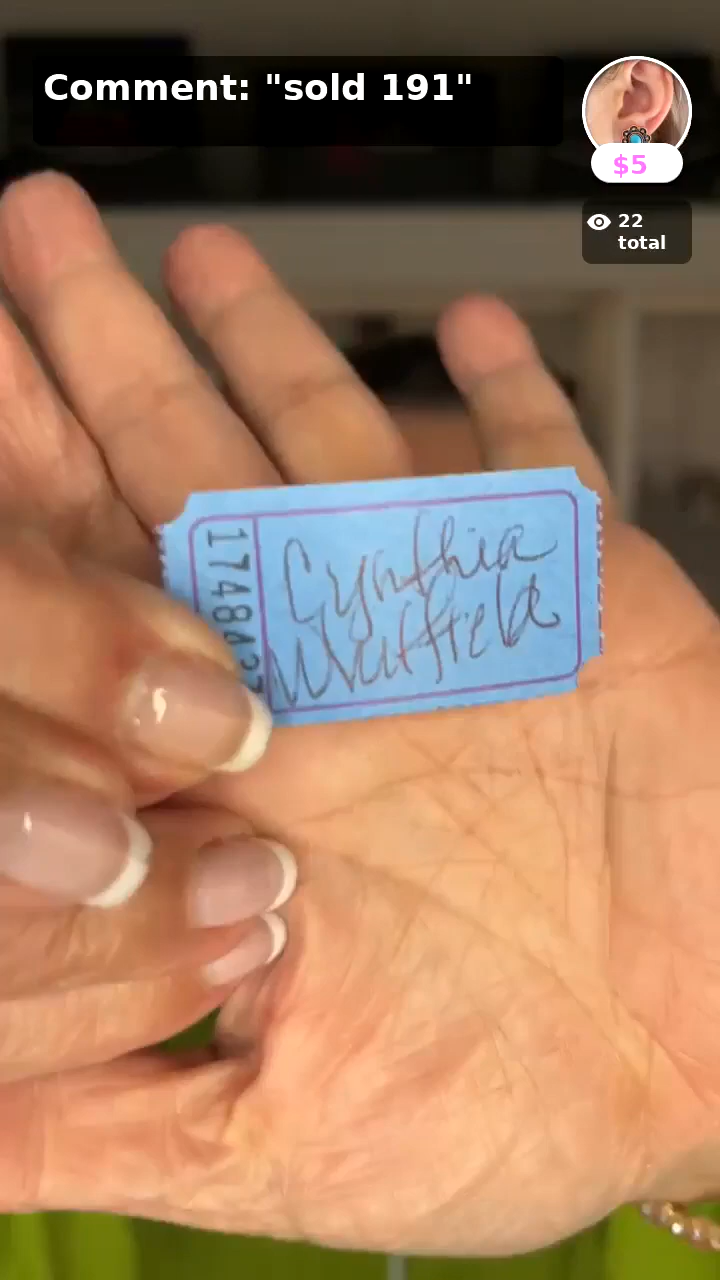 Comment: "sold 191"
$5
22
total
Cynthia
Whitfield